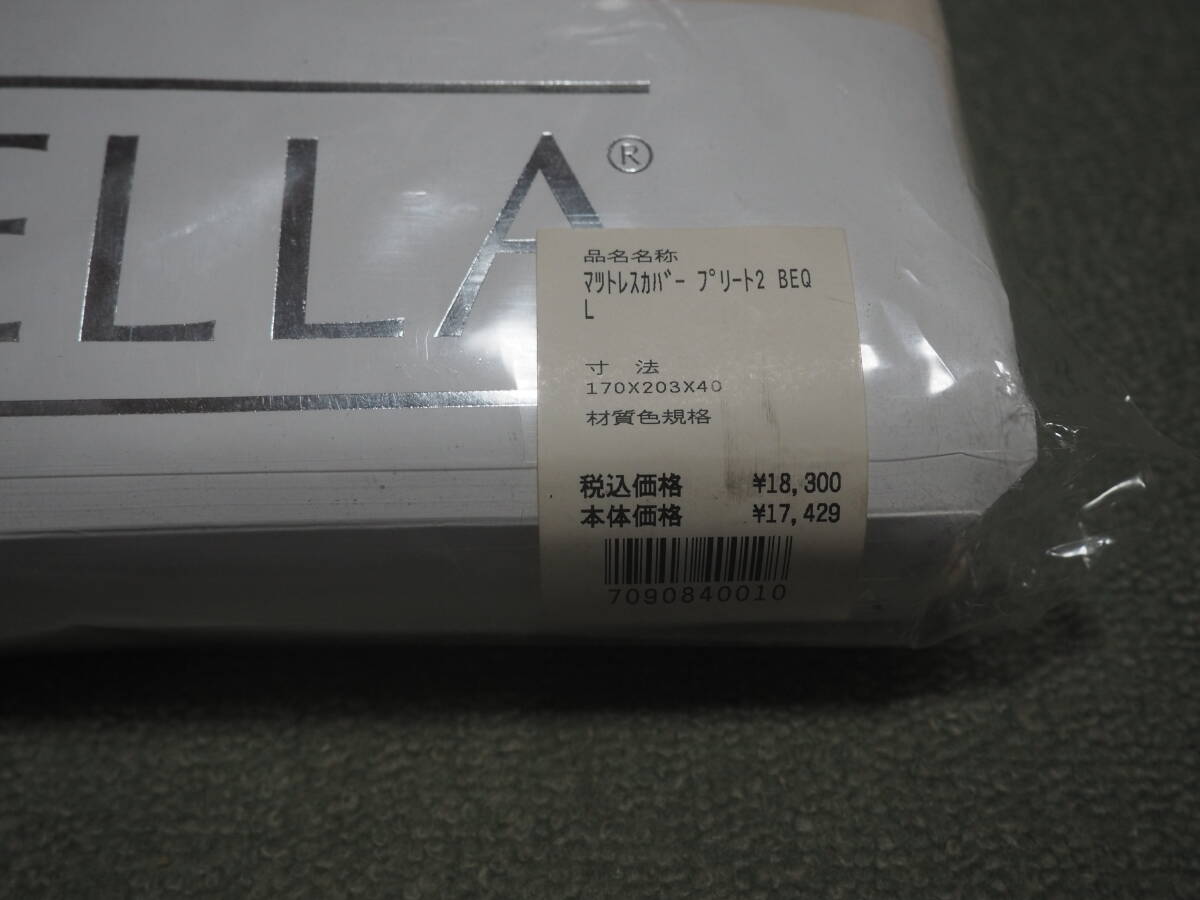 ELLA®
品名名称
ﾏﾂﾄﾚｽｶﾊﾞｰ ﾌﾟﾘｰﾄ2 BEQ
L
寸 法
170X203X40
材質色規格
税込価格 ¥18,300
本体価格 ¥17,429
7090840010